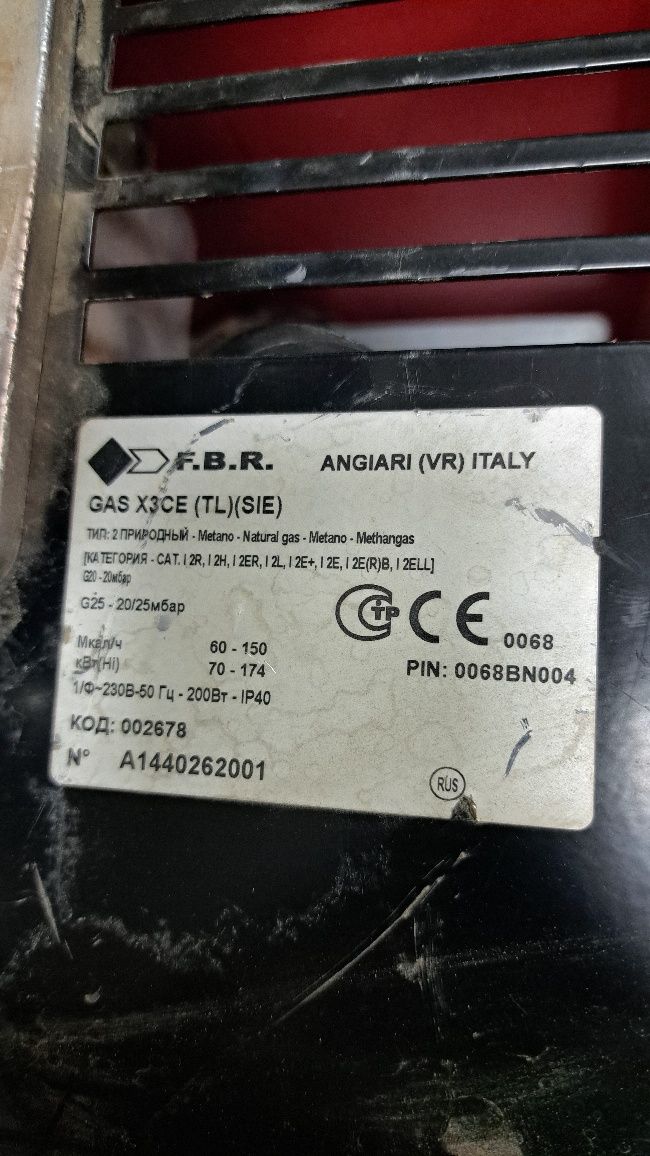 F.B.R. ANGIARI (VR) ITALY
GAS X3CE (TL)(SIE)
ТИП: 2 ПРИРОДНЫЙ - Metano - Natural gas - Metano - Methangas
[КАТЕГОРИЯ - CAT. I 2R, I 2H, I 2ER, I 2L, I 2E+, I 2E, I 2E(R)B, I 2ELL]
G20 - 20мбар
G25 - 20/25мбар
СТР CE 0068
Мкал/ч 60 - 150
кВт(Hi) 70 - 174
PIN: 0068BN004
1/Ф~230В-50 Гц - 200Вт - IP40
КОД: 002678
N° A1440262001
RUS